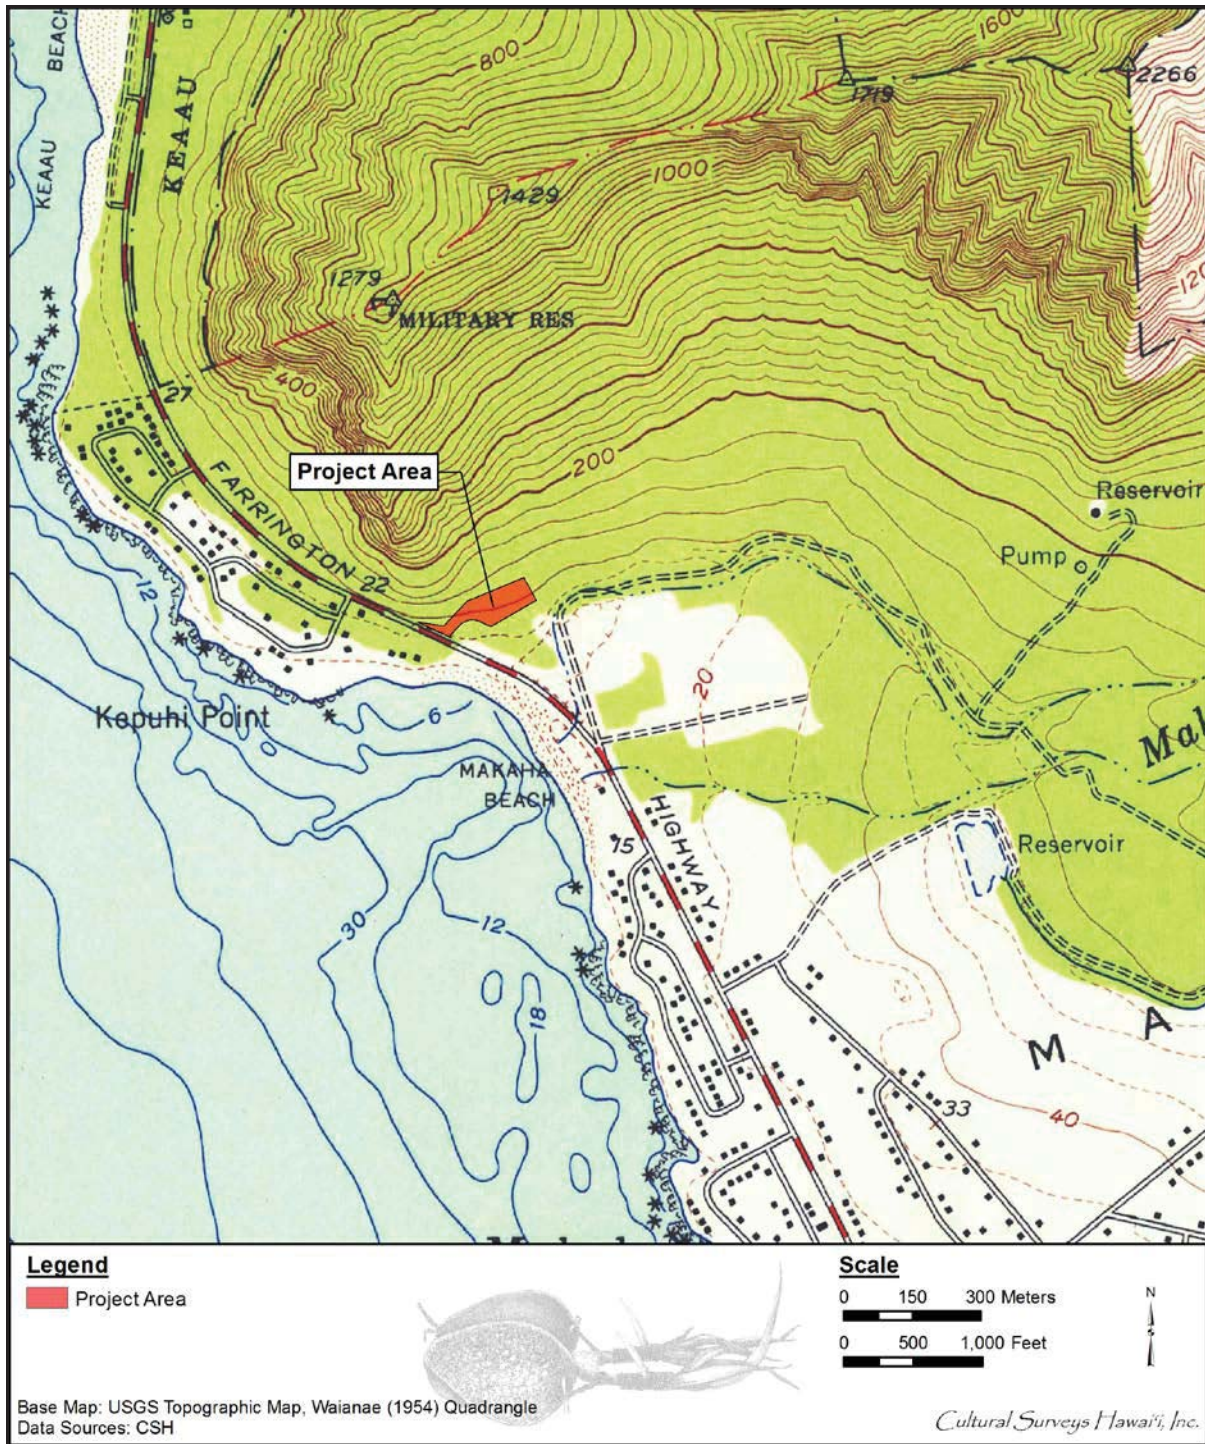 KEAAU BEACH
KEAAU
800
1600
1719
2266
1000
1429
1279
MILITARY RES
120
400
27
200
Project Area
Reservoir
FARRINGTON
22
Pump
12
20
Kepuhi Point
6
Mal
MAKAHA
BEACH
HIGHWAY
15
Reservoir
30
12
18
M A
33
40
Legend
Project Area
Scale
0 150 300 Meters
0 500 1,000 Feet
N
Base Map: USGS Topographic Map, Waianae (1954) Quadrangle
Data Sources: CSH
Cultural Surveys Hawai'i, Inc.